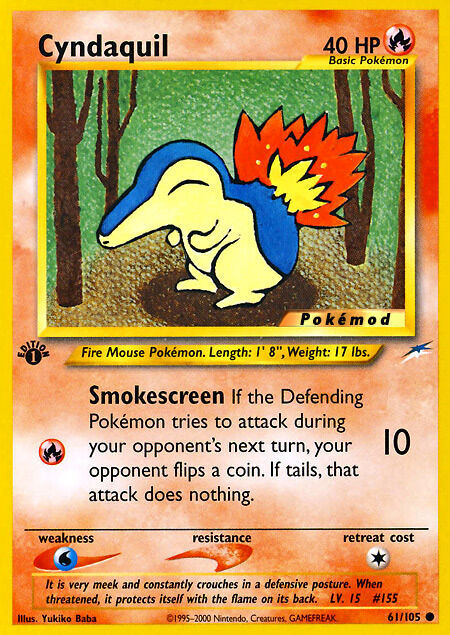 Cyndaquil
40 HP
Basic Pokémon
Pokémod
EDITION
1
Fire Mouse Pokémon. Length: 1' 8", Weight: 17 lbs.
Smokescreen If the Defending
Pokémon tries to attack during
your opponent's next turn, your
opponent flips a coin. If tails, that
attack does nothing.
10
weakness
resistance
retreat cost
It is very meek and constantly crouches in a defensive posture. When
threatened, it protects itself with the flame on its back. LV. 15 #155
Illus. Yukiko Baba
©1995-2000 Nintendo, Creatures, GAMEFREAK.
61/105